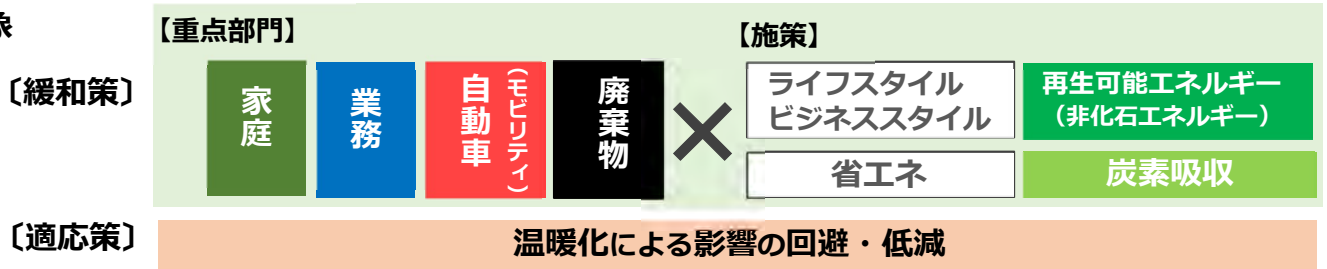 象
【重点部門】
【施策】
〔緩和策〕
家庭
業務
自動車
(モビリティ)
廃棄物
×
ライフスタイル
ビジネススタイル
再生可能エネルギー
(非化石エネルギー)
省エネ
炭素吸収
〔適応策〕
温暖化による影響の回避・低減